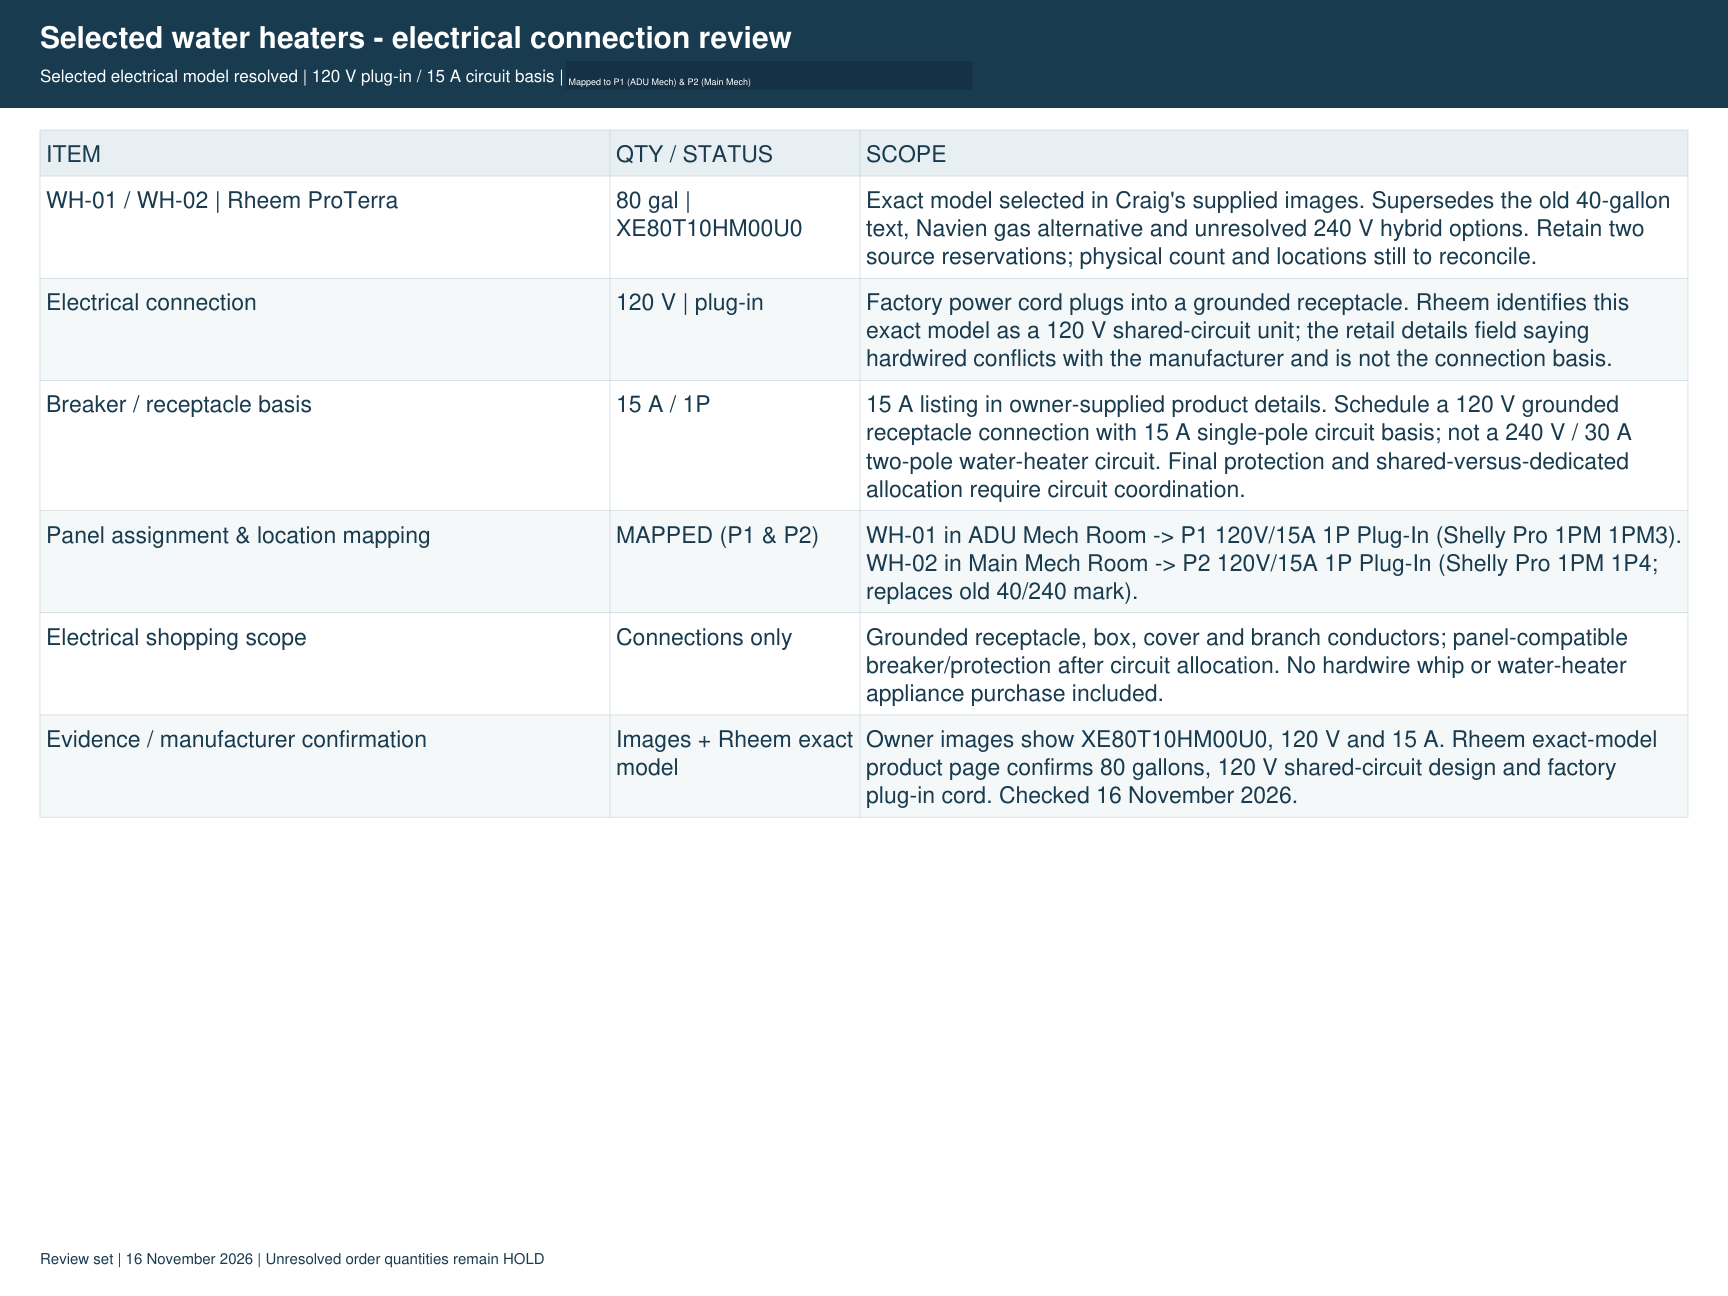 Selected water heaters - electrical connection review
Selected electrical model resolved | 120 V plug-in / 15 A circuit basis | Mapped to P1 (ADU Mech) & P2 (Main Mech)
ITEM
QTY / STATUS
SCOPE
WH-01 / WH-02 | Rheem ProTerra
80 gal |
XE80T10HM00U0
Exact model selected in Craig's supplied images. Supersedes the old 40-gallon
text, Navien gas alternative and unresolved 240 V hybrid options. Retain two
source reservations; physical count and locations still to reconcile.
Electrical connection
120 V | plug-in
Factory power cord plugs into a grounded receptacle. Rheem identifies this
exact model as a 120 V shared-circuit unit; the retail details field saying
hardwired conflicts with the manufacturer and is not the connection basis.
Breaker / receptacle basis
15 A / 1P
15 A listing in owner-supplied product details. Schedule a 120 V grounded
receptacle connection with 15 A single-pole circuit basis; not a 240 V / 30 A
two-pole water-heater circuit. Final protection and shared-versus-dedicated
allocation require circuit coordination.
Panel assignment & location mapping
MAPPED (P1 & P2)
WH-01 in ADU Mech Room -> P1 120V/15A 1P Plug-In (Shelly Pro 1PM 1PM3).
WH-02 in Main Mech Room -> P2 120V/15A 1P Plug-In (Shelly Pro 1PM 1P4;
replaces old 40/240 mark).
Electrical shopping scope
Connections only
Grounded receptacle, box, cover and branch conductors; panel-compatible
breaker/protection after circuit allocation. No hardwire whip or water-heater
appliance purchase included.
Evidence / manufacturer confirmation
Images + Rheem exact
model
Owner images show XE80T10HM00U0, 120 V and 15 A. Rheem exact-model
product page confirms 80 gallons, 120 V shared-circuit design and factory
plug-in cord. Checked 16 November 2026.
Review set | 16 November 2026 | Unresolved order quantities remain HOLD